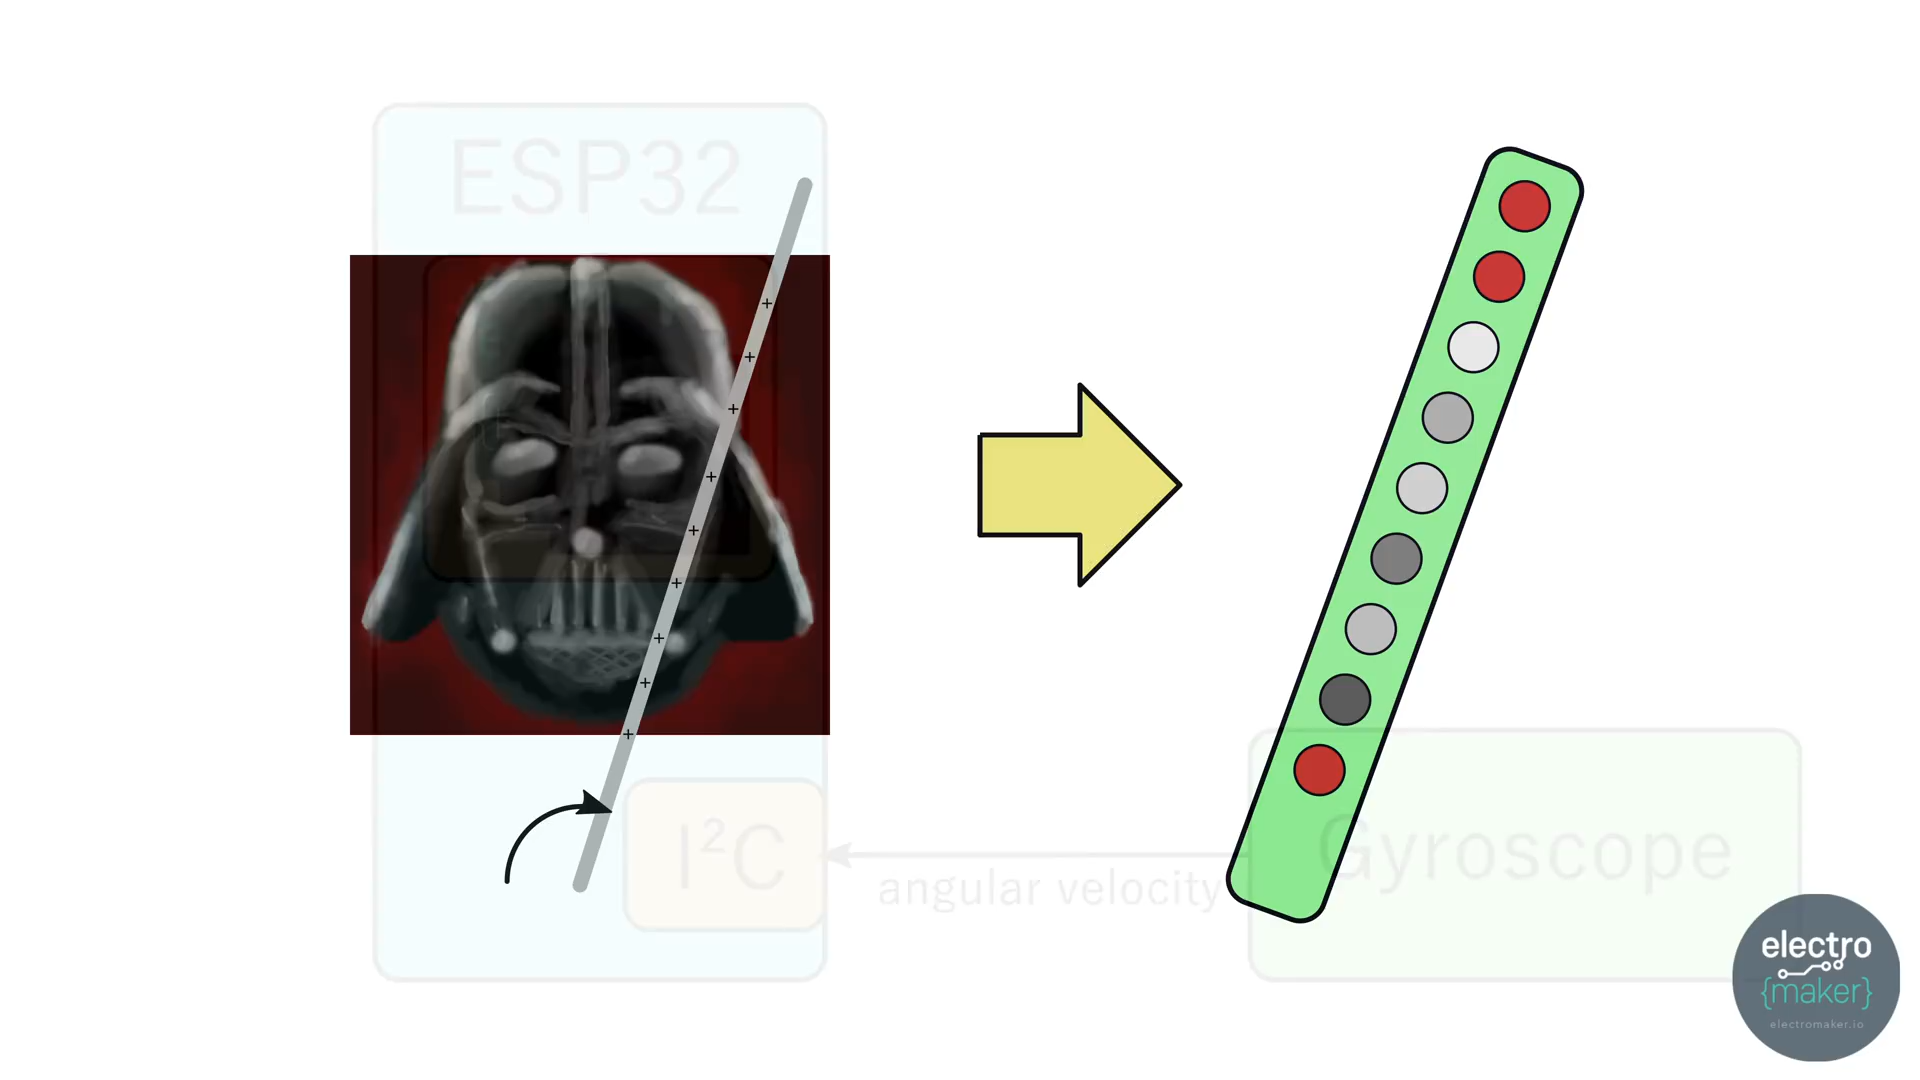 ESP32
I²C
angular velocity
Gyroscope
electro
{maker}
electromaker.io